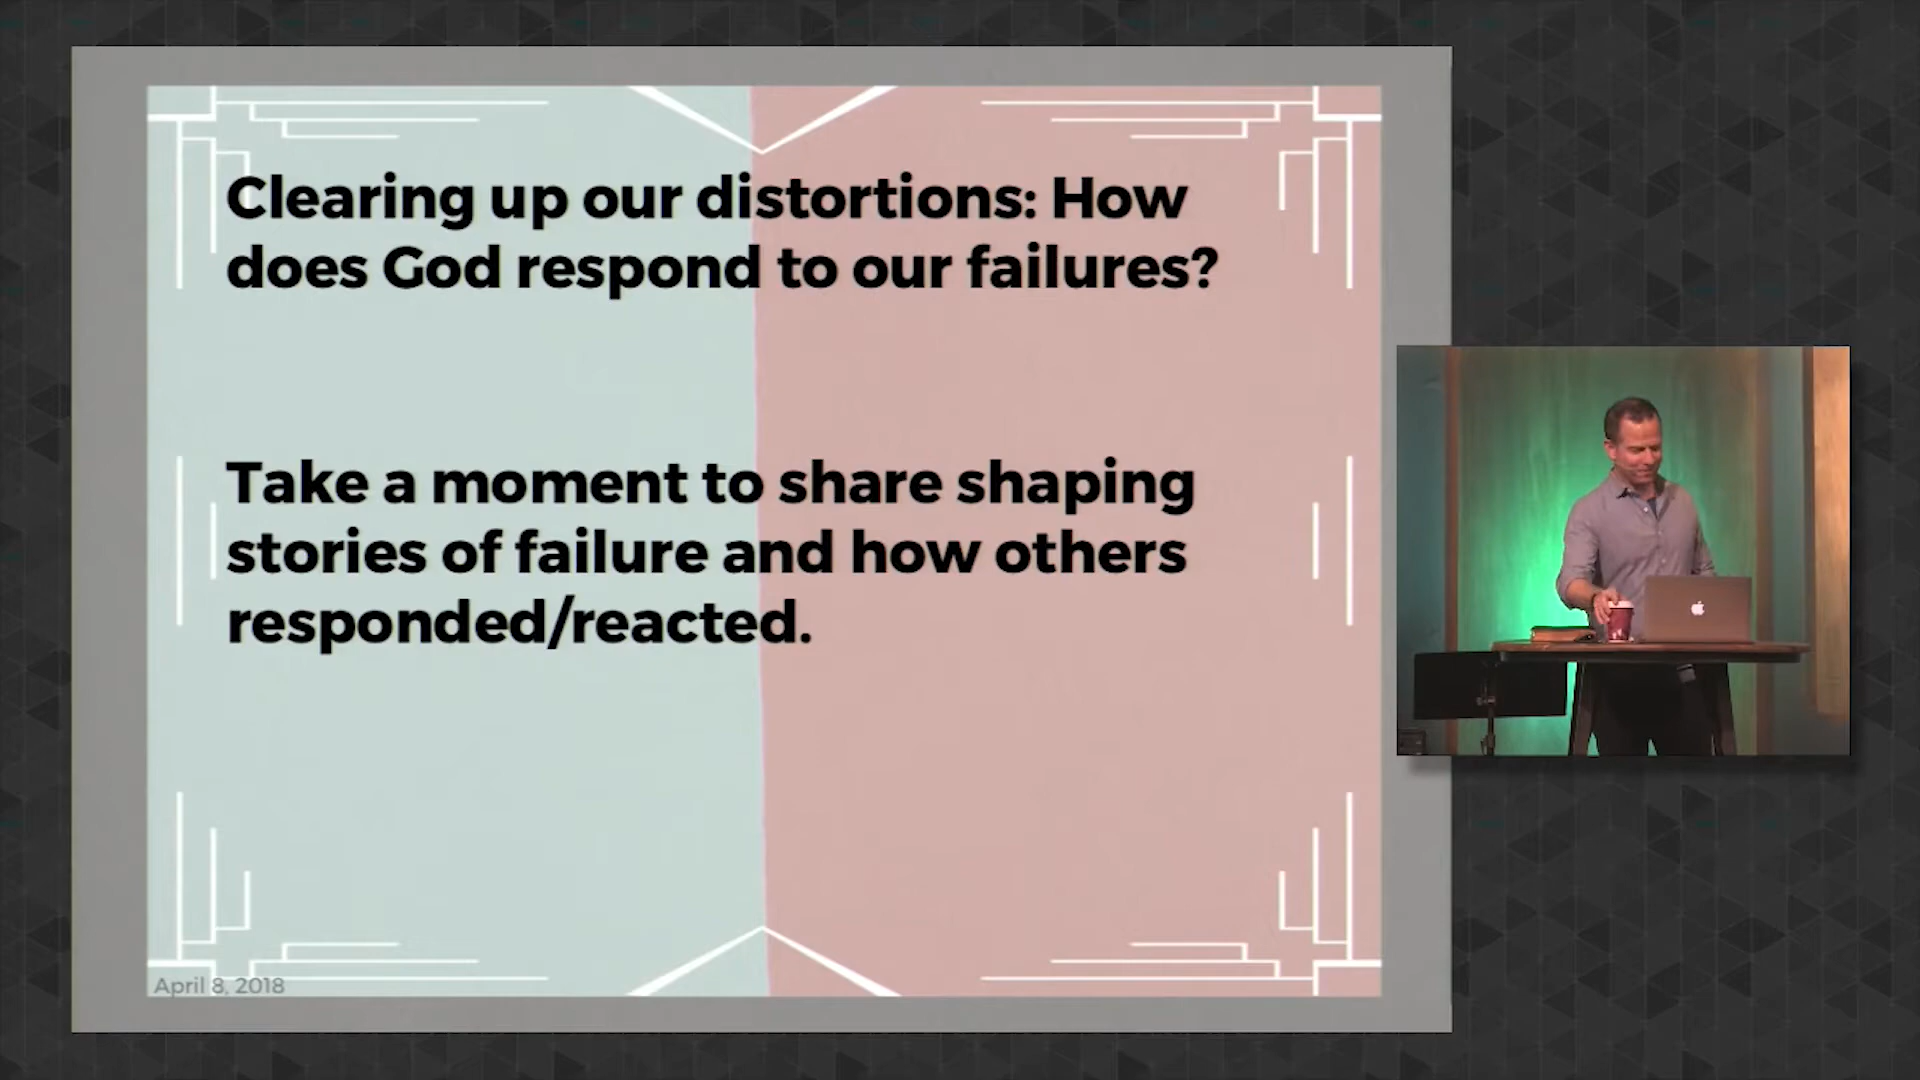 Clearing up our distortions: How
does God respond to our failures?
Take a moment to share shaping
stories of failure and how others
responded/reacted.
April 8, 2018